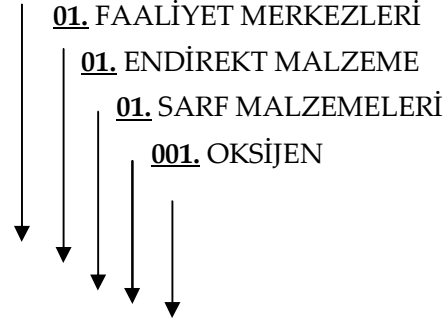 01. FAALİYET MERKEZLERİ
01. ENDİREKT MALZEME
01. SARF MALZEMELERİ
001. OKSİJEN